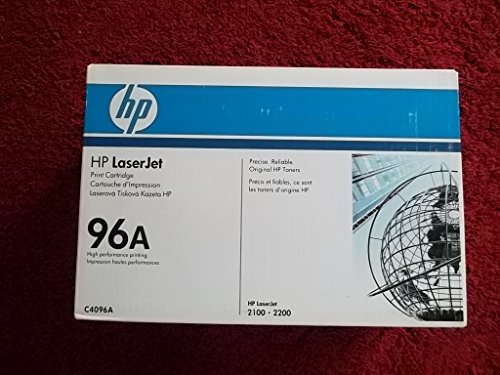 hp
HP LaserJet
Print Cartridge
Cartouche d'Impression
Laserová Tisková Kazeta HP
96A
High performance printing
Impression hautes performances
C4096A
Precise. Reliable.
Original HP Toners.
Précis et fiables, ce sont
les toners d'origine HP
HP LaserJet
2100 - 2200